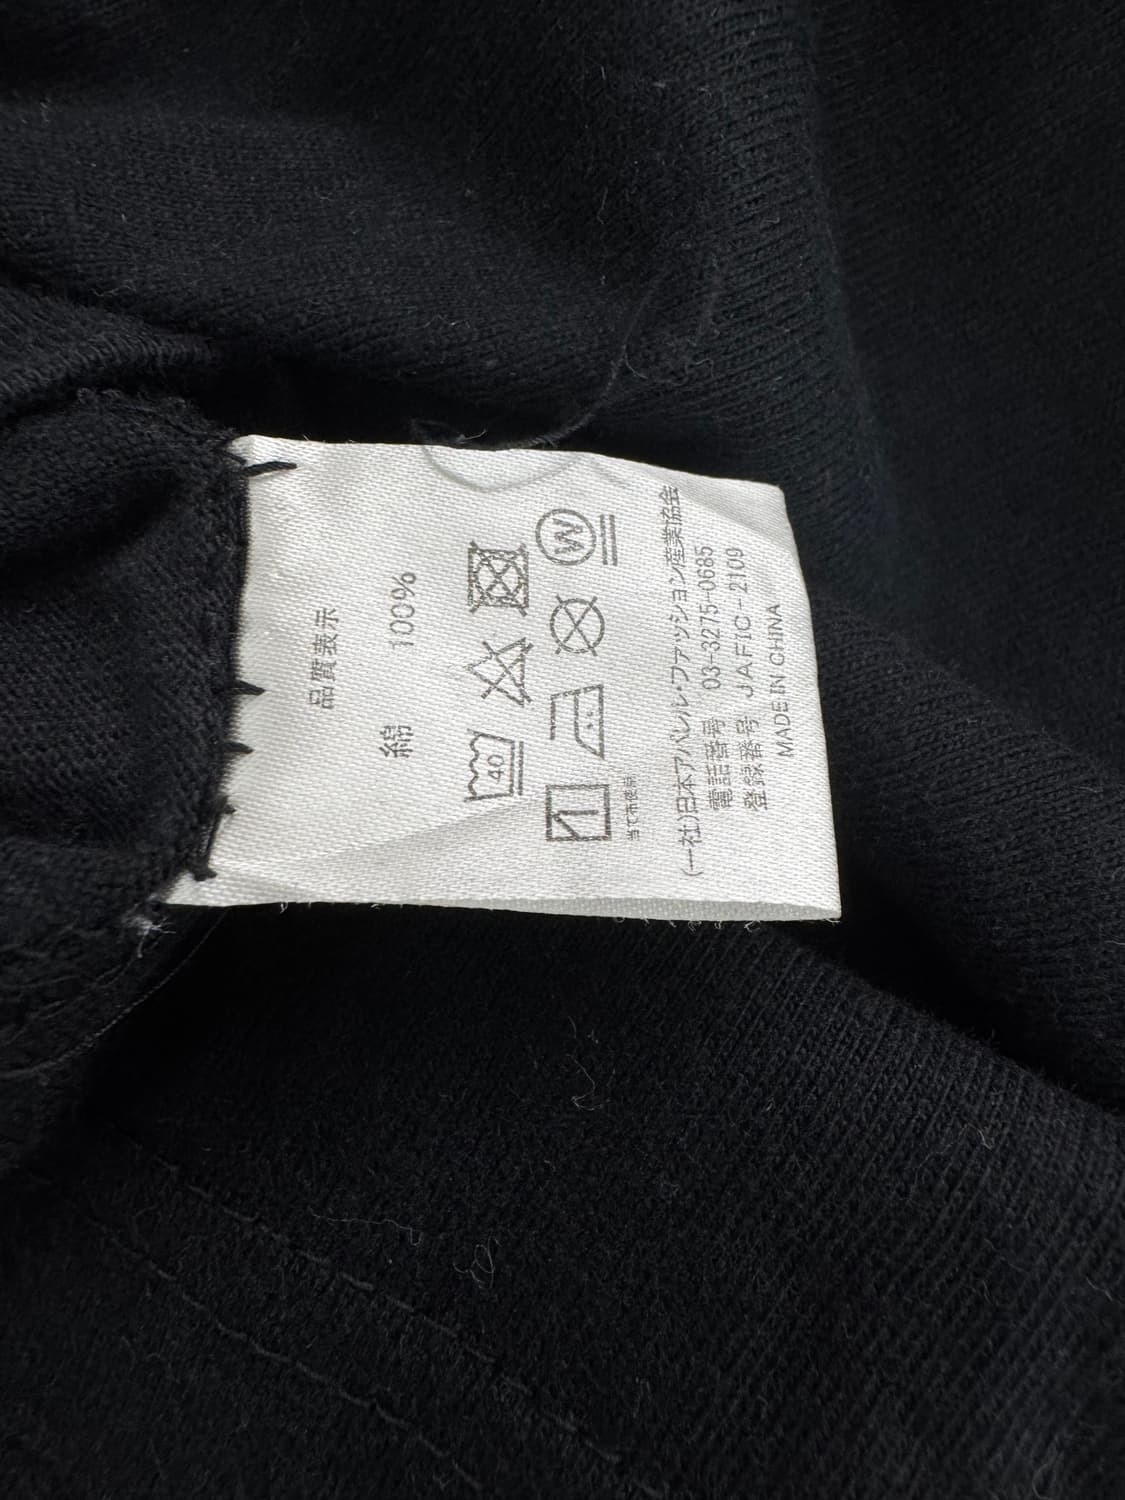 品質表示
綿 100%
40
W
当て布使用
(一社)日本アパレル・ファッション産業協会
電話番号 03-3275-0685
登録番号 JAFIC-2109
MADE IN CHINA